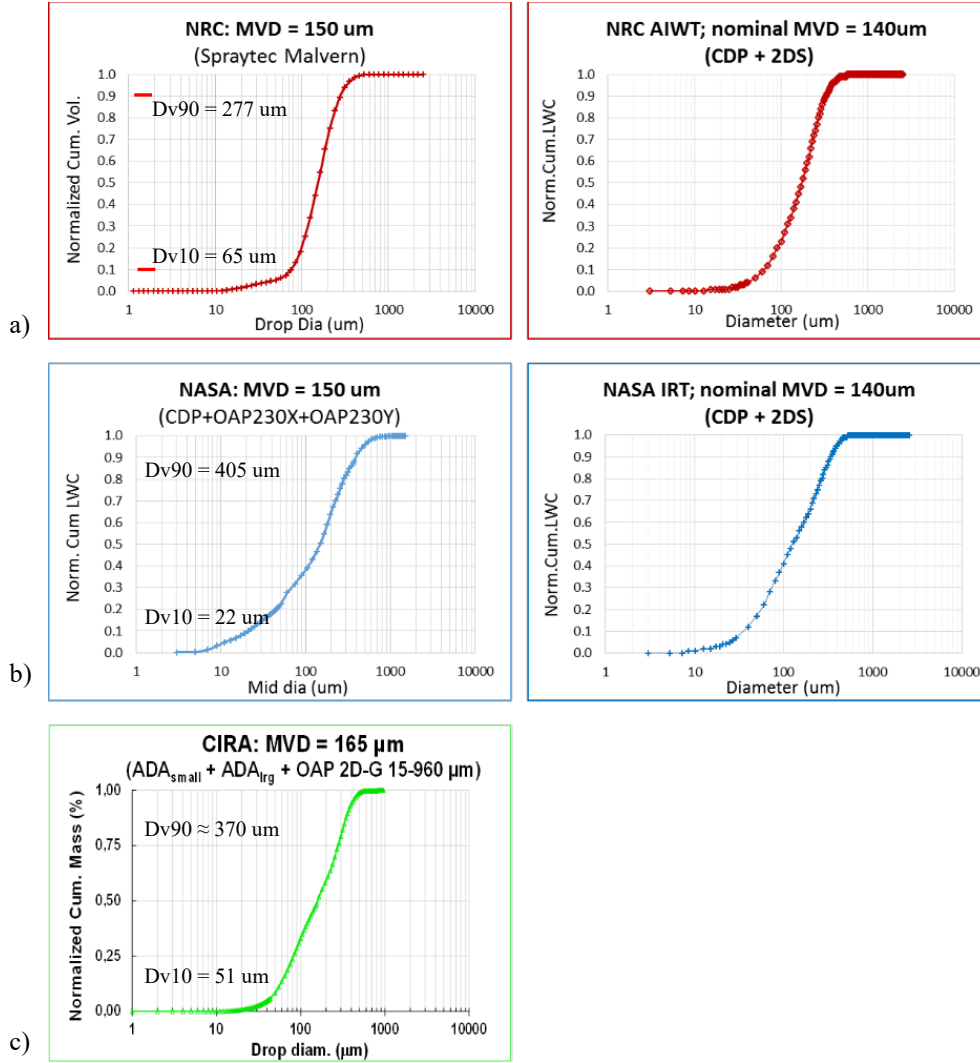 NRC: MVD = 150 um
(Spraytec Malvern)
Normalized Cum. Vol.
1.0
0.9
0.8
0.7
0.6
0.5
0.4
0.3
0.2
0.1
0.0
Dv90 = 277 um
Dv10 = 65 um
1
10
100
1000
10000
Drop Dia (um)
NRC AIWT; nominal MVD = 140um
(CDP + 2DS)
Norm.Cum.LWC
1.0
0.9
0.8
0.7
0.6
0.5
0.4
0.3
0.2
0.1
0.0
1
10
100
1000
10000
Diameter (um)
a)
NASA: MVD = 150 um
(CDP+OAP230X+OAP230Y)
Norm. Cum LWC
1.0
0.9
0.8
0.7
0.6
0.5
0.4
0.3
0.2
0.1
0.0
Dv90 = 405 um
Dv10 = 22 um
1
10
100
1000
10000
Mid dia (um)
NASA IRT; nominal MVD = 140um
(CDP + 2DS)
Norm.Cum.LWC
1.0
0.9
0.8
0.7
0.6
0.5
0.4
0.3
0.2
0.1
0.0
1
10
100
1000
10000
Diameter (um)
b)
CIRA: MVD = 165 µm
(ADAsmall + ADAlrg + OAP 2D-G 15-960 µm)
Normalized Cum. Mass (%)
1,00
0,75
0,50
0,25
0,00
Dv90 ≈ 370 um
Dv10 = 51 um
1
10
100
1000
10000
Drop diam. (µm)
c)